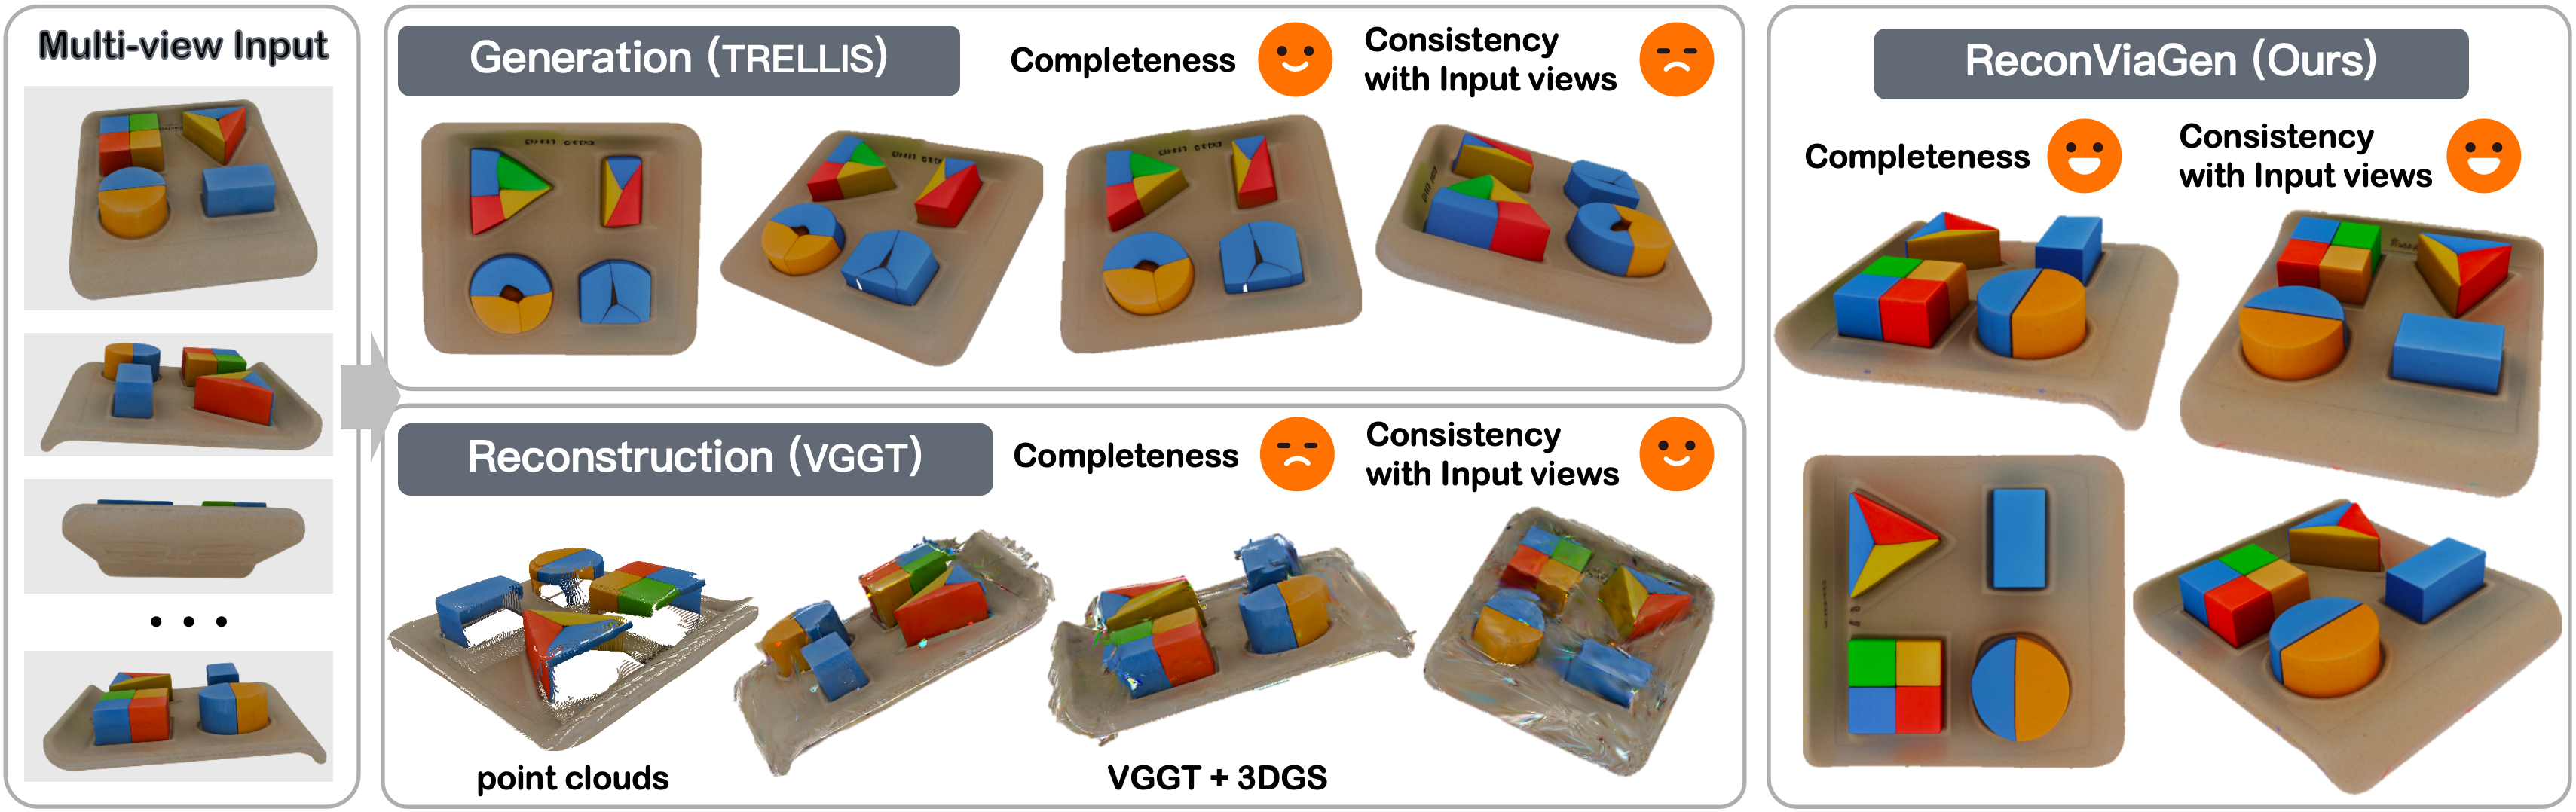 Multi-view Input
Generation (TRELLIS)
Completeness
Consistency
with Input views
Reconstruction (VGGT)
Completeness
Consistency
with Input views
point clouds
VGGT + 3DGS
ReconViaGen (Ours)
Completeness
Consistency
with Input views